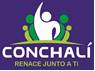 CONCHALÍ
RENACE JUNTO A TI